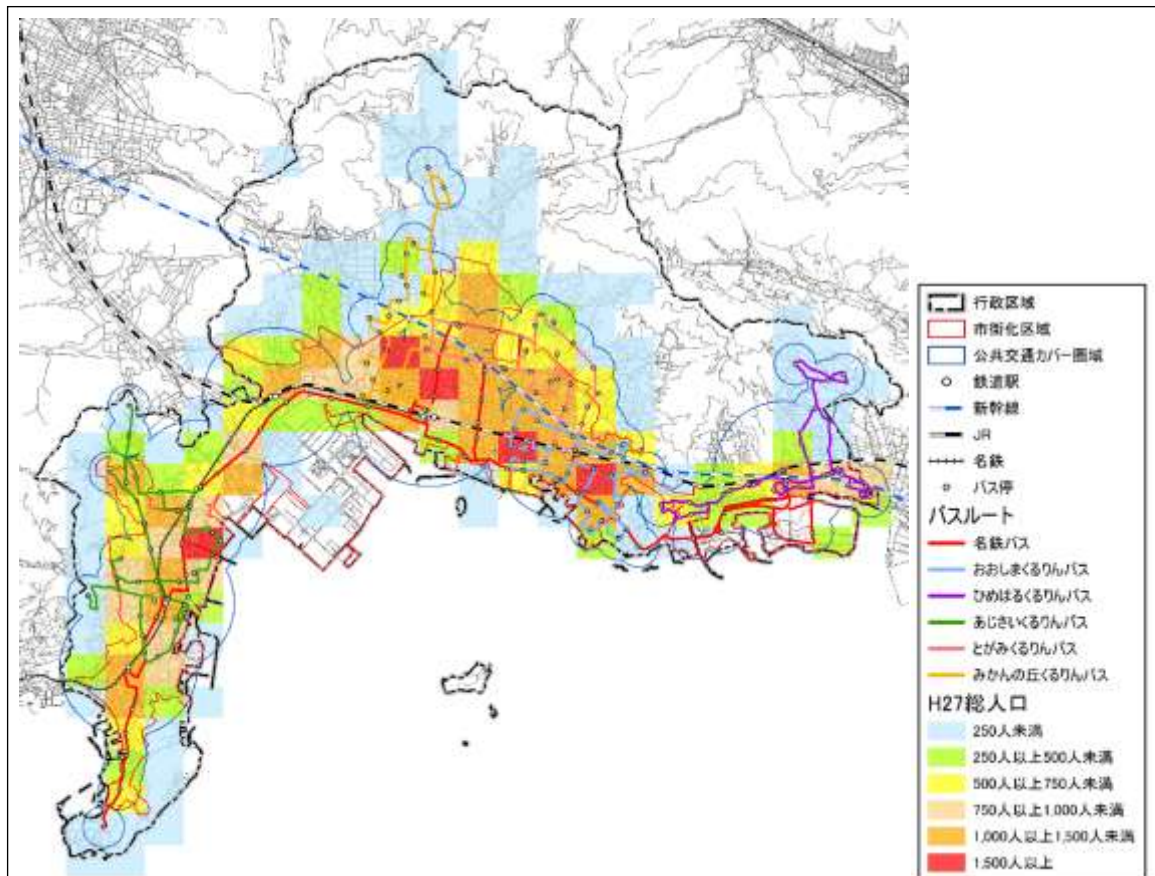 行政区域
市街化区域
公共交通カバー圏域
鉄道駅
新幹線
JR
名鉄
バス停
バスルート
名鉄バス
おおしまくるりんバス
ひめはるくるりんバス
あじさいくるりんバス
とがみくるりんバス
みかんの丘くるりんバス
H27総人口
250人未満
250人以上500人未満
500人以上750人未満
750人以上1,000人未満
1,000人以上1,500人未満
1,500人以上